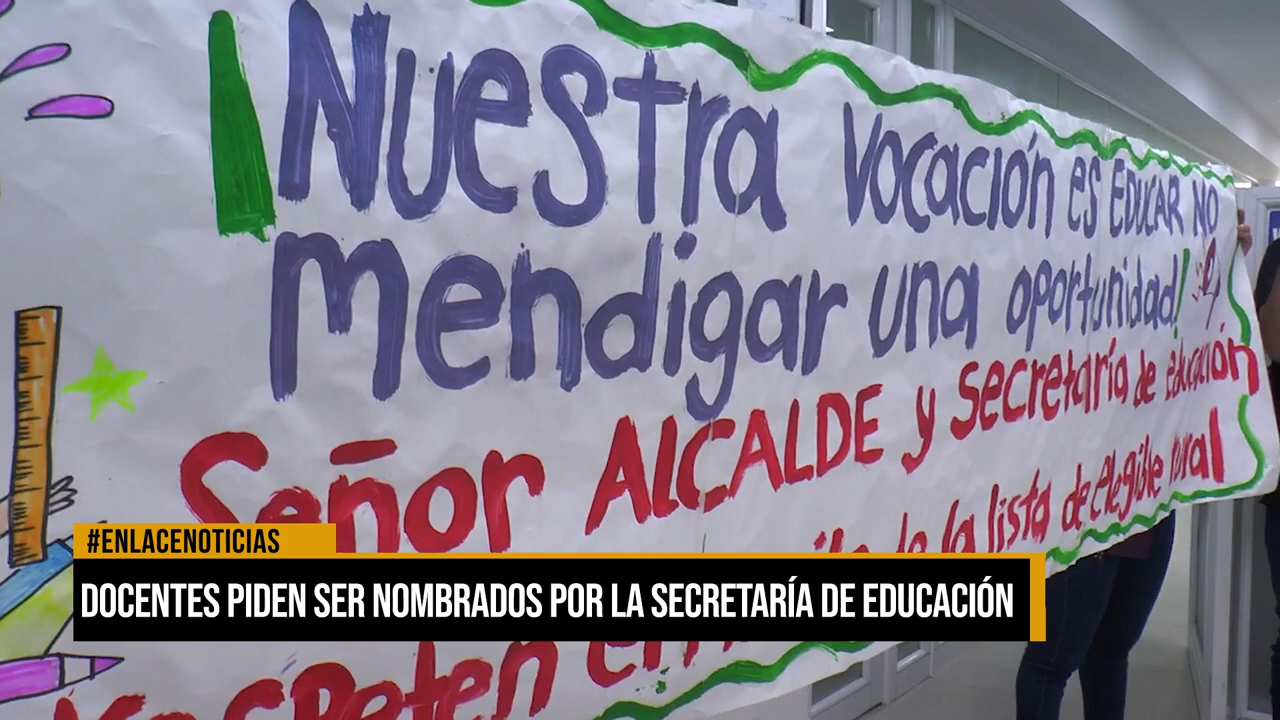 ¡Nuestra vocación es EDUCAR NO
mendigar una oportunidad!
Señor ALCALDE y secretaría de educación
de la lista de elegible rural
#ENLACENOTICIAS
DOCENTES PIDEN SER NOMBRADOS POR LA SECRETARÍA DE EDUCACIÓN